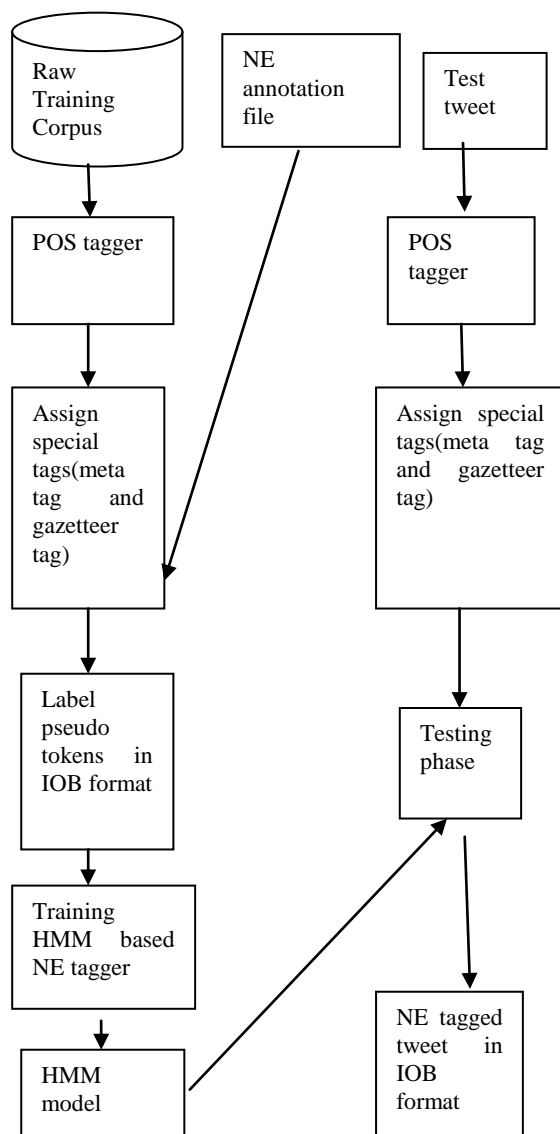 Raw
Training
Corpus
NE
annotation
file
Test
tweet
POS tagger
POS
tagger
Assign
special
tags(meta
tag and
gazetteer
tag)
Assign special
tags(meta tag
and gazetteer
tag)
Label
pseudo
tokens in
IOB format
Testing
phase
Training
HMM based
NE tagger
HMM
model
NE tagged
tweet in
IOB
format